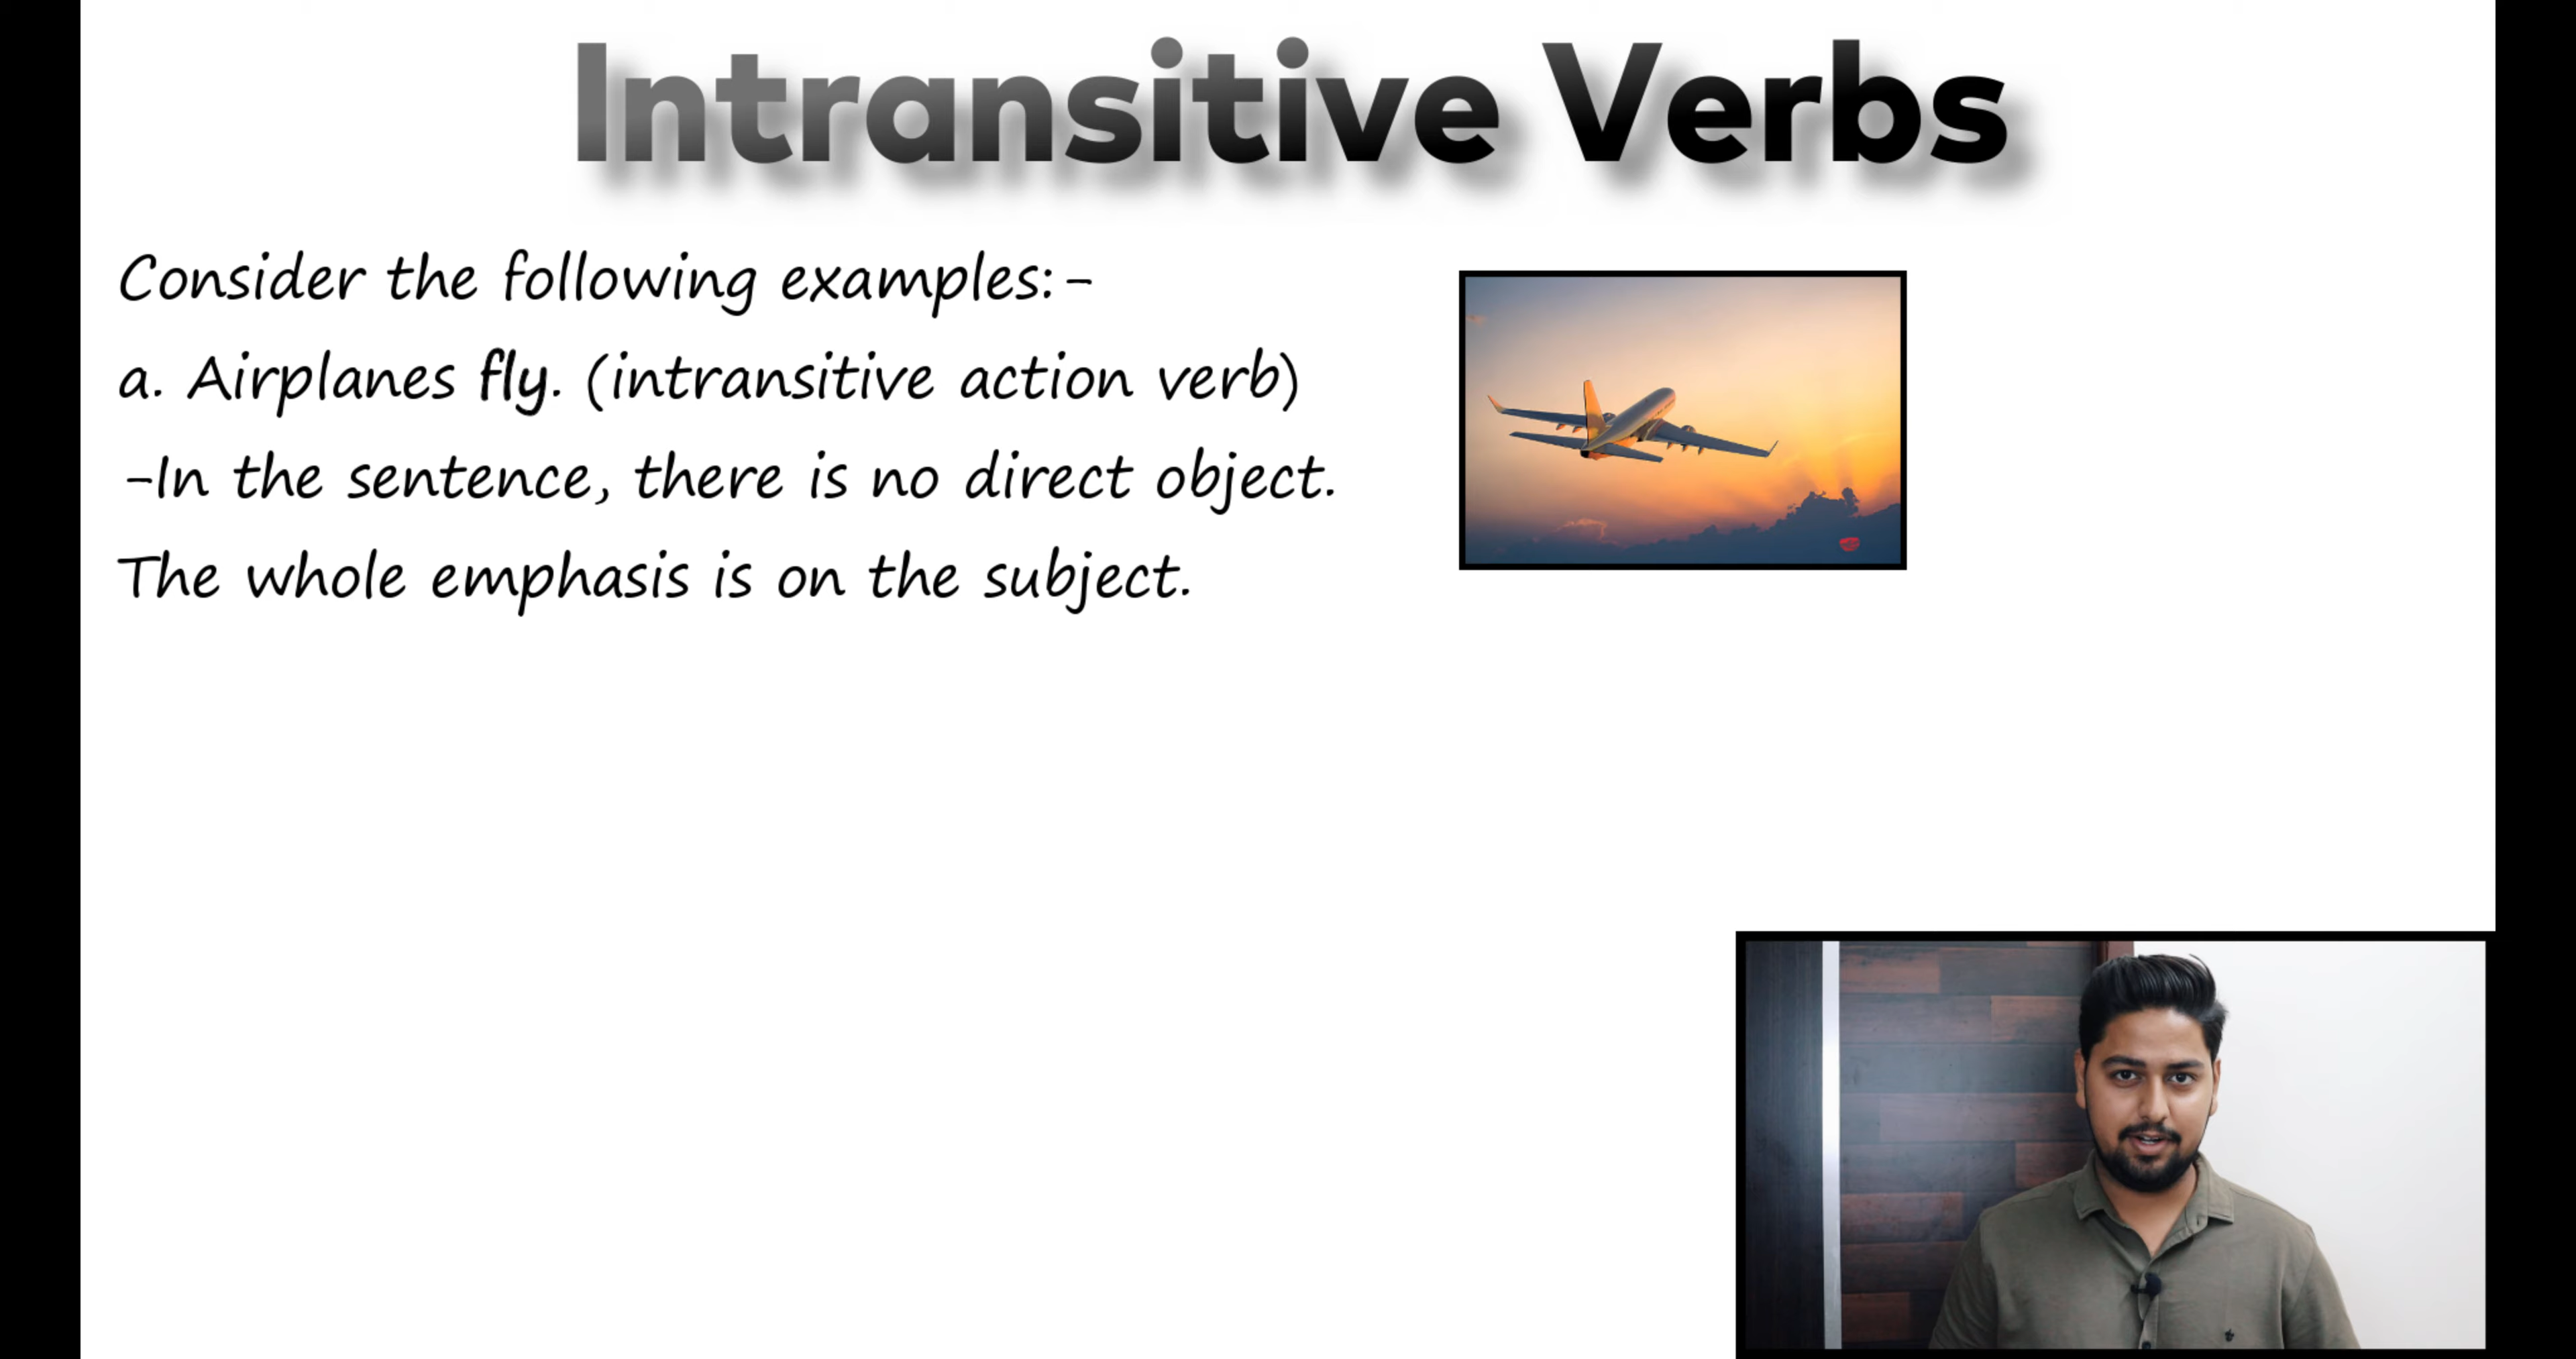 Intransitive Verbs
Consider the following examples:-
a. Airplanes fly. (intransitive action verb)
-In the sentence, there is no direct object.
The whole emphasis is on the subject.